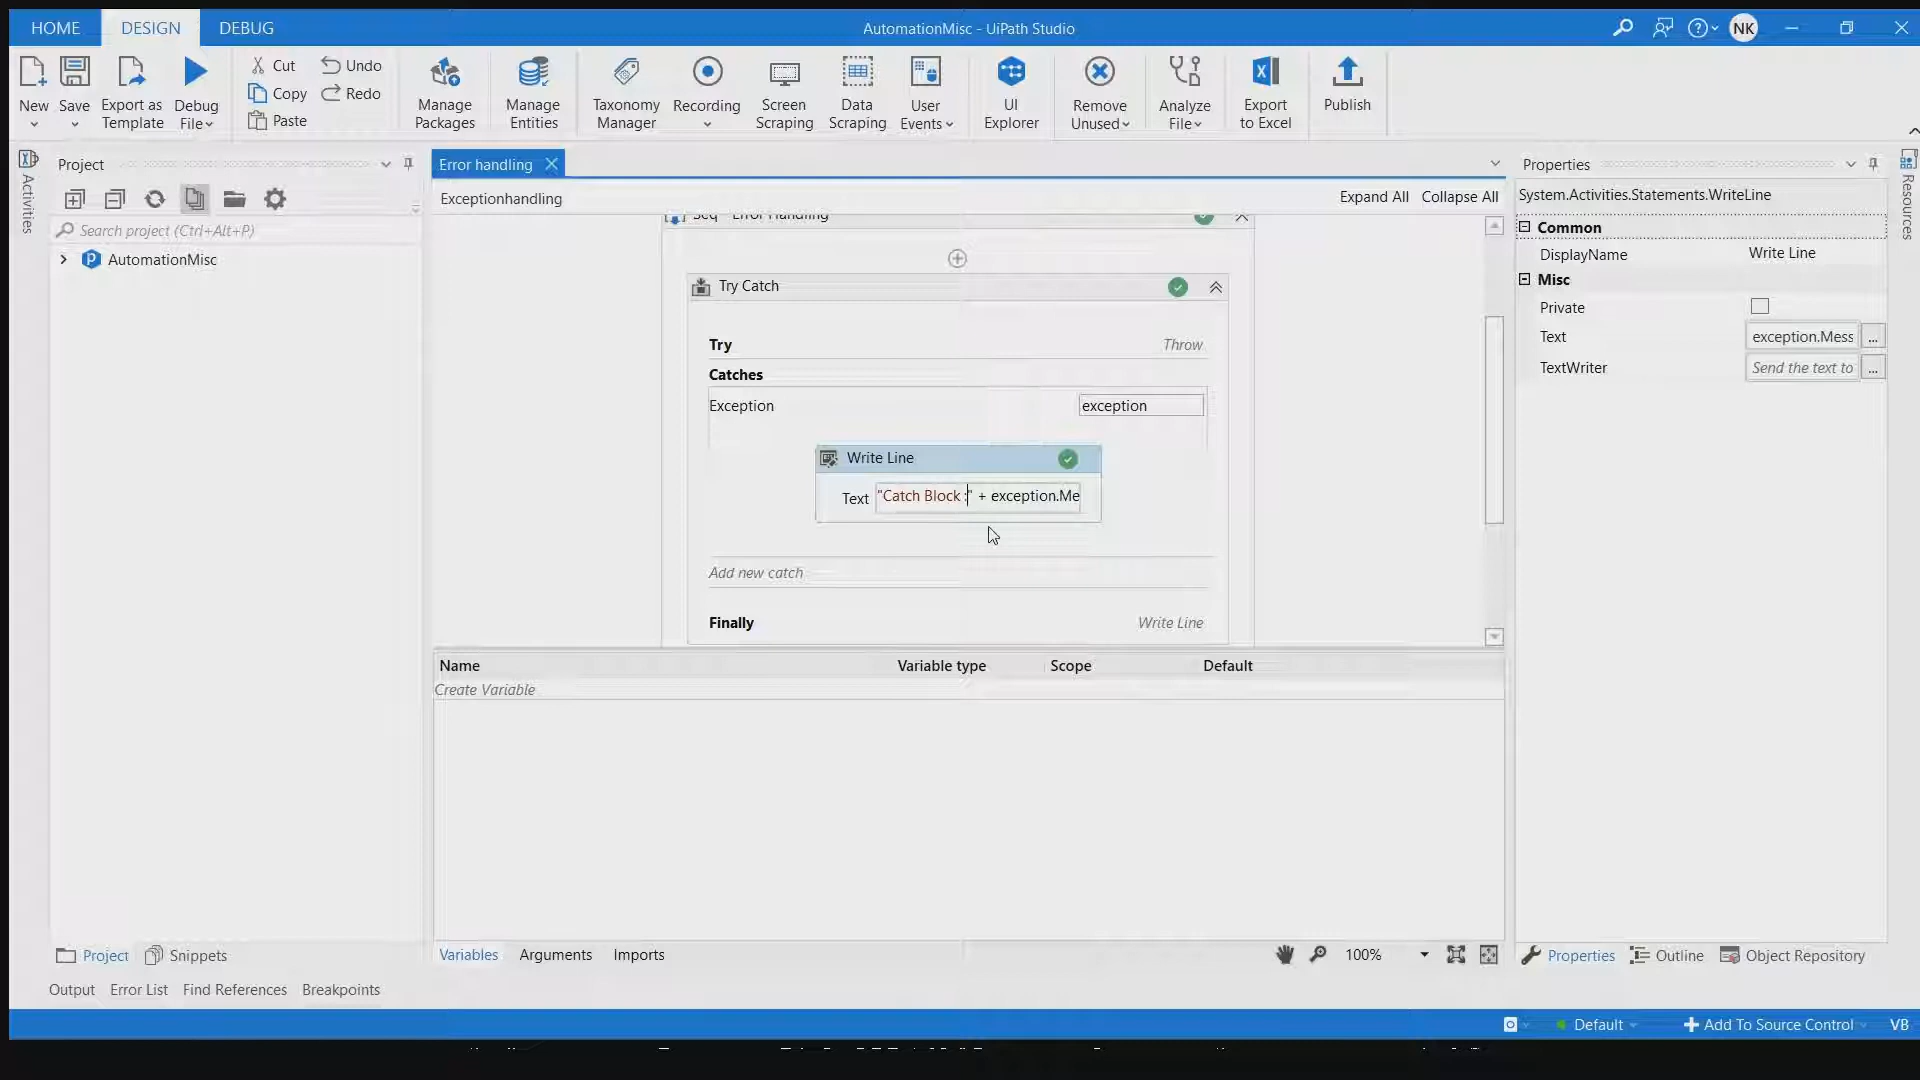 HOME DESIGN DEBUG AutomationMisc - UiPath Studio NK
New Save Export as Template Debug File
Cut Copy Paste Undo Redo
Manage Packages Manage Entities Taxonomy Manager Recording Screen Scraping Data Scraping User Events UI Explorer Remove Unused Analyze File Export to Excel Publish
Activities
Project
Search project (Ctrl+Alt+P)
AutomationMisc
Error handling
Exceptionhandling Expand All Collapse All
Seq - Error Handling
Try Catch
Try Throw
Catches
Exception exception
Write Line
Text "Catch Block :" + exception.Me
Add new catch
Finally Write Line
Name Variable type Scope Default
Create Variable
Variables Arguments Imports 100%
Properties
System.Activities.Statements.WriteLine
Common
DisplayName Write Line
Misc
Private
Text exception.Mess ...
TextWriter Send the text to ...
Resources
Project Snippets
Properties Outline Object Repository
Output Error List Find References Breakpoints
Default Add To Source Control VB